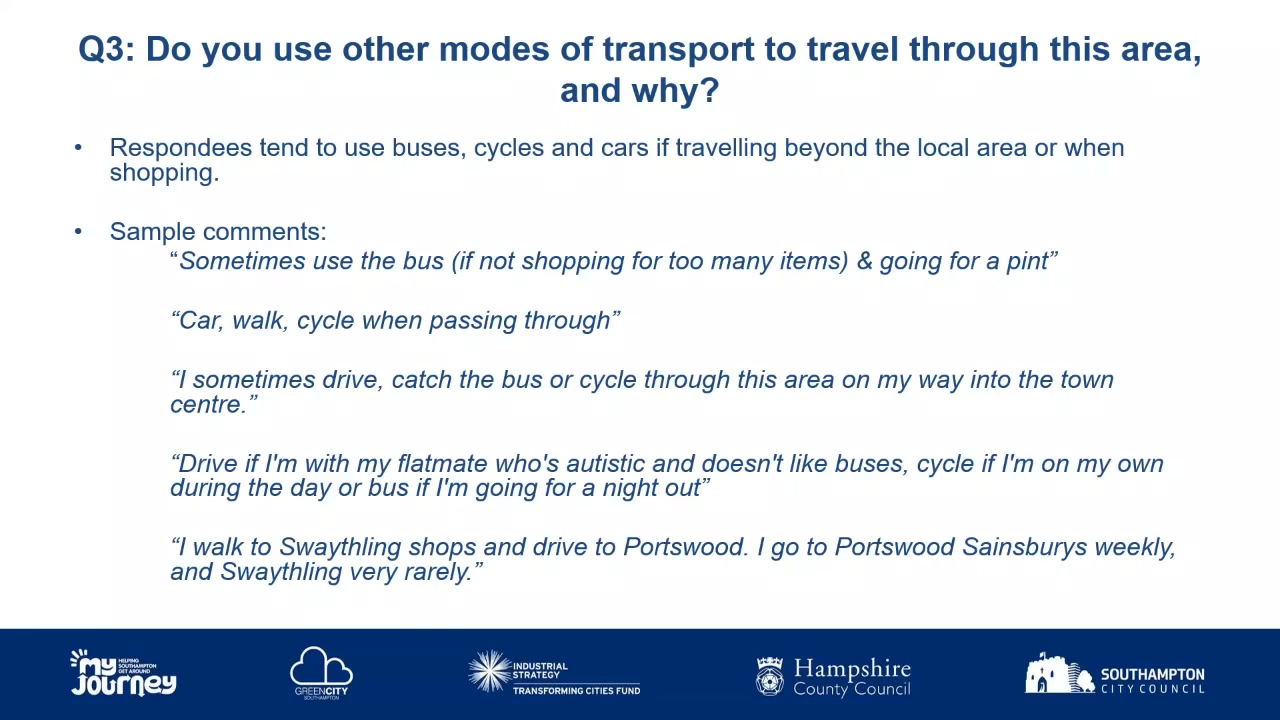 Q3: Do you use other modes of transport to travel through this area,
and why?
• Respondees tend to use buses, cycles and cars if travelling beyond the local area or when
shopping.
• Sample comments:
“Sometimes use the bus (if not shopping for too many items) & going for a pint”
“Car, walk, cycle when passing through”
“I sometimes drive, catch the bus or cycle through this area on my way into the town
centre.”
“Drive if I'm with my flatmate who's autistic and doesn't like buses, cycle if I'm on my own
during the day or bus if I'm going for a night out”
“I walk to Swaythling shops and drive to Portswood. I go to Portswood Sainsburys weekly,
and Swaythling very rarely.”
my journey
HELPING
SOUTHAMPTON
GET AROUND
GREENCITY
SOUTHAMPTON
INDUSTRIAL
STRATEGY
TRANSFORMING CITIES FUND
Hampshire
County Council
SOUTHAMPTON
CITY COUNCIL